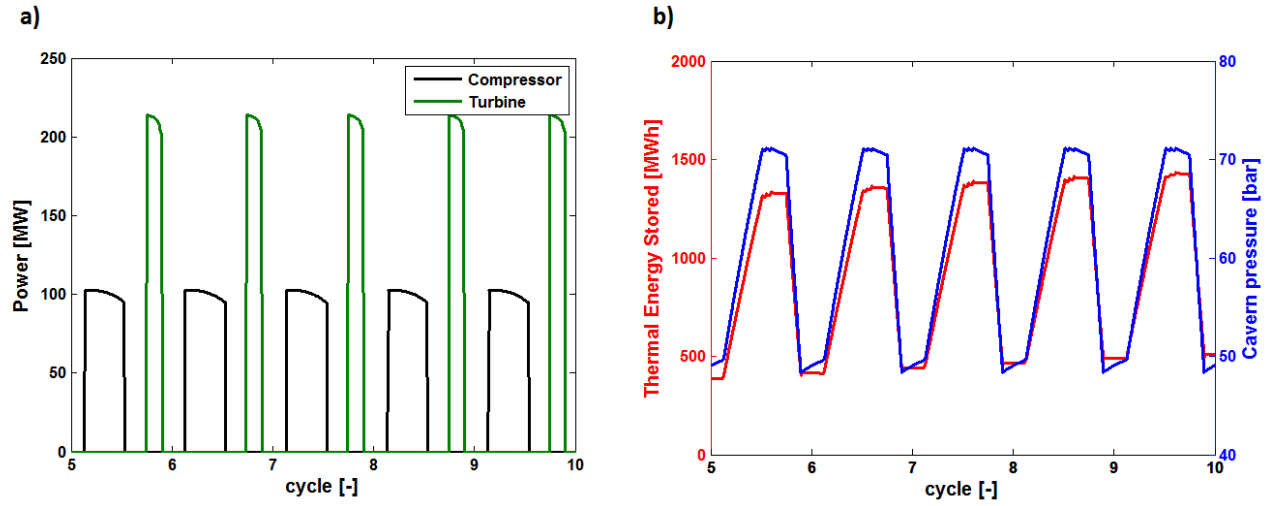 a)
250
200
150
100
50
0
Power [MW]
Compressor
Turbine
5 6 7 8 9 10
cycle [-]
b)
2000
1500
1000
500
0
Thermal Energy Stored [MWh]
80
70
60
50
40
Cavern pressure [bar]
5 6 7 8 9 10
cycle [-]